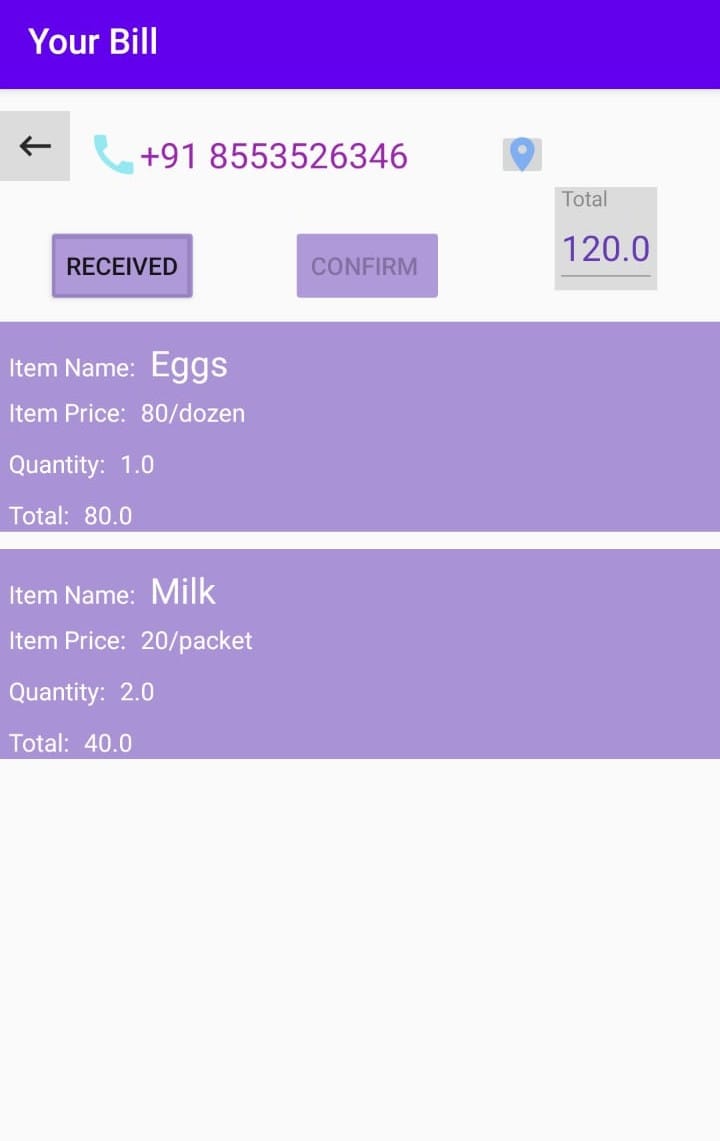 Your Bill
+91 8553526346
Total
120.0
RECEIVED
CONFIRM
Item Name: Eggs
Item Price: 80/dozen
Quantity: 1.0
Total: 80.0
Item Name: Milk
Item Price: 20/packet
Quantity: 2.0
Total: 40.0